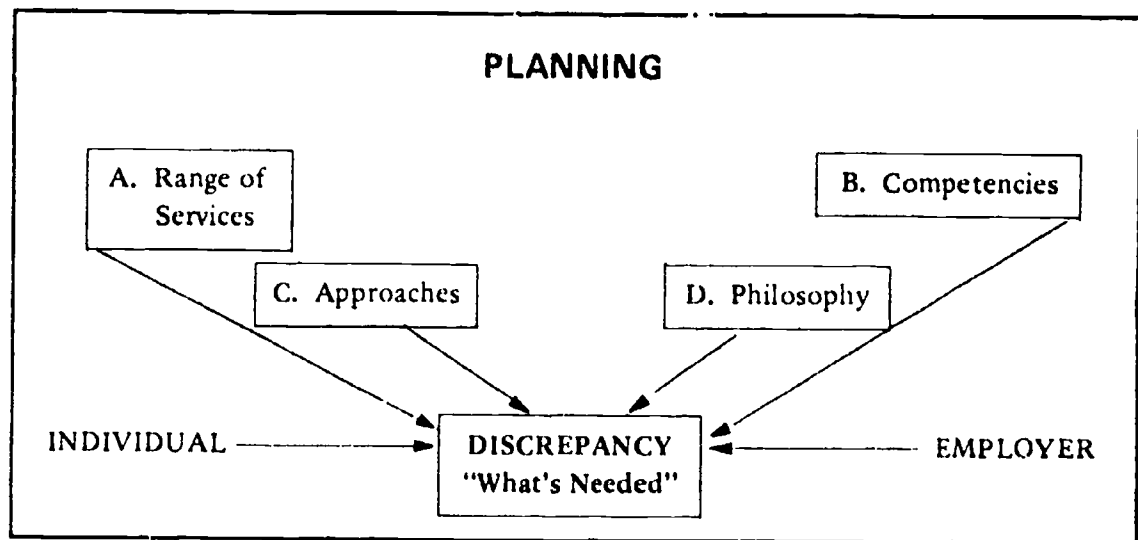 PLANNING
A. Range of
Services
B. Competencies
C. Approaches
D. Philosophy
INDIVIDUAL
DISCREPANCY
"What's Needed"
EMPLOYER